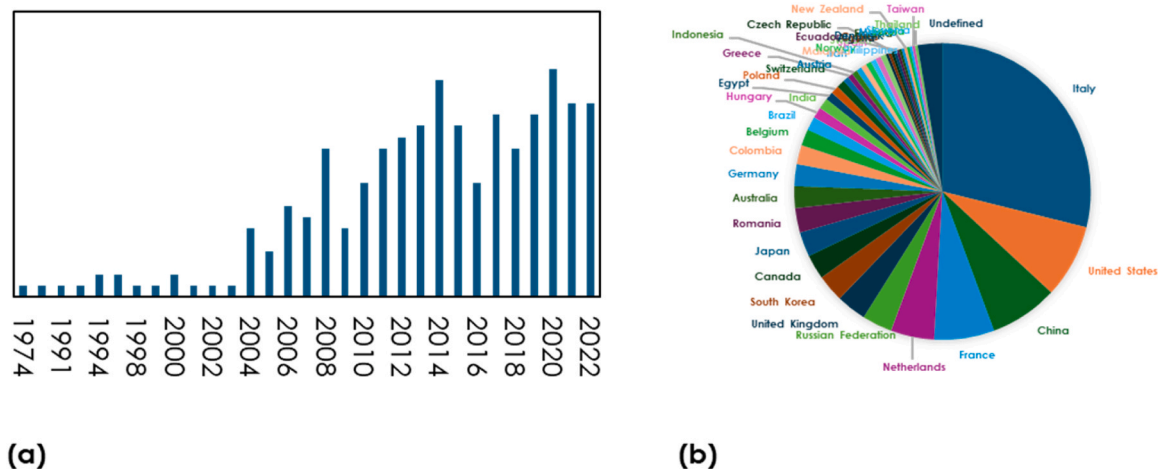 1974
1991
1994
1998
2000
2002
2004
2006
2008
2010
2012
2014
2016
2018
2020
2022
(a)
New Zealand
Taiwan
Czech Republic
Thailand
Undefined
Indonesia
Ecuador
Norway
Philippines
Greece
Austria
Switzerland
Italy
Poland
Egypt
Hungary
India
Brazil
Belgium
Colombia
Germany
Australia
Romania
Japan
Canada
South Korea
United Kingdom
Russian Federation
Netherlands
France
China
United States
(b)